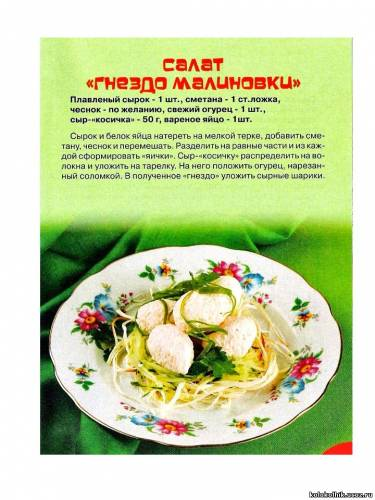 САЛАТ
«ГНЕЗДО МАЛИНОВКИ»
Плавленый сырок - 1 шт., сметана - 1 ст.ложка,
чеснок - по желанию, свежий огурец - 1 шт.,
сыр-«косичка» - 50 г, вареное яйцо - 1шт.
Сырок и белок яйца натереть на мелкой терке, добавить сме-
тану, чеснок и перемешать. Разделить на равные части и из каж-
дой сформировать «яички». Сыр-«косичку» распределить на во-
локна и уложить на тарелку. На него положить огурец, нарезан-
ный соломкой. В полученное «гнездо» уложить сырные шарики.
kolokolhik.ucoz.ru